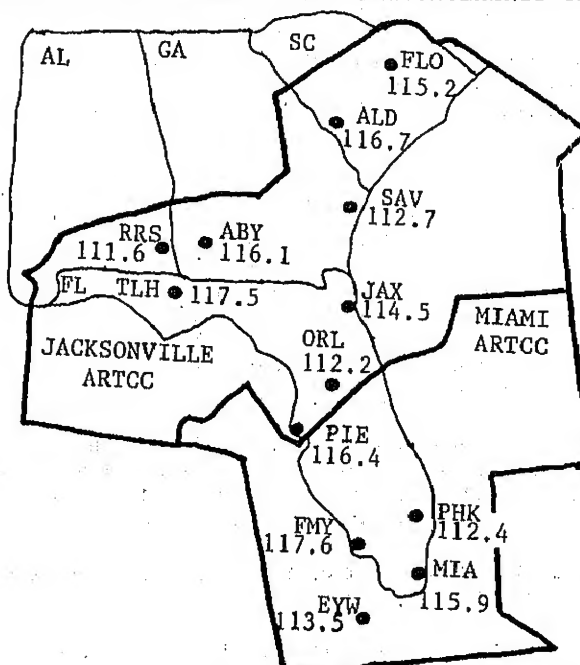 AL
GA
SC
FLO
115.2
ALD
116.7
SAV
112.7
RRS
111.6
ABY
116.1
FL
TLH
117.5
JAX
114.5
MIAMI
ARTCC
JACKSONVILLE
ARTCC
ORL
112.2
PIE
116.4
PHK
112.4
FMY
117.6
MIA
115.9
EYW
113.5